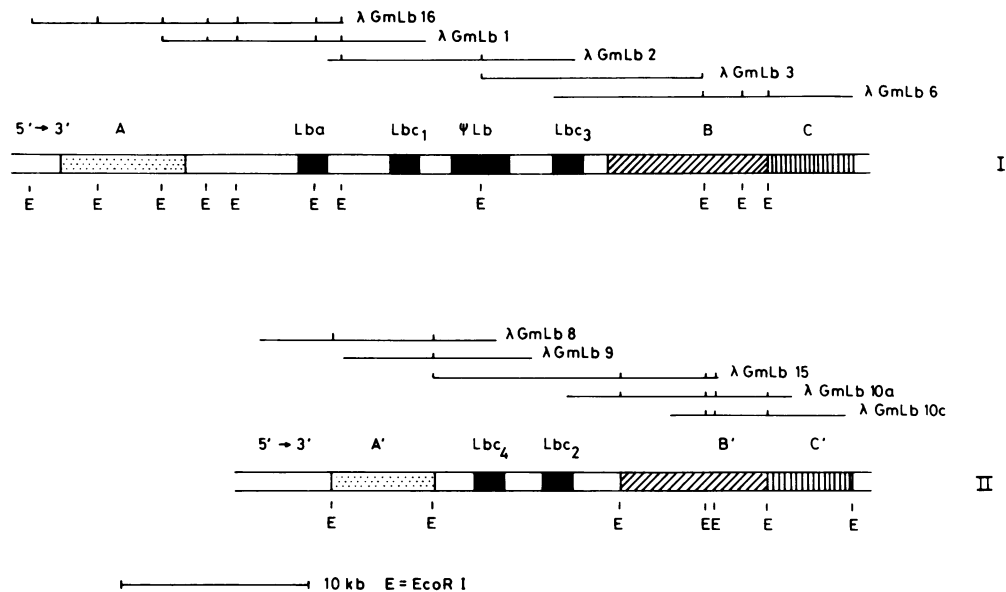 λ GmLb 16
λ GmLb 1
λ GmLb 2
λ GmLb 3
λ GmLb 6
5' → 3' A Lba Lbc₁ ΨLb Lbc₃ B C
I
E E E E E E E E E E E
λ GmLb 8
λ GmLb 9
λ GmLb 15
λ GmLb 10a
λ GmLb 10c
5' → 3' A' Lbc₄ Lbc₂ B' C'
II
E E E E E E E
10 kb E = EcoR I